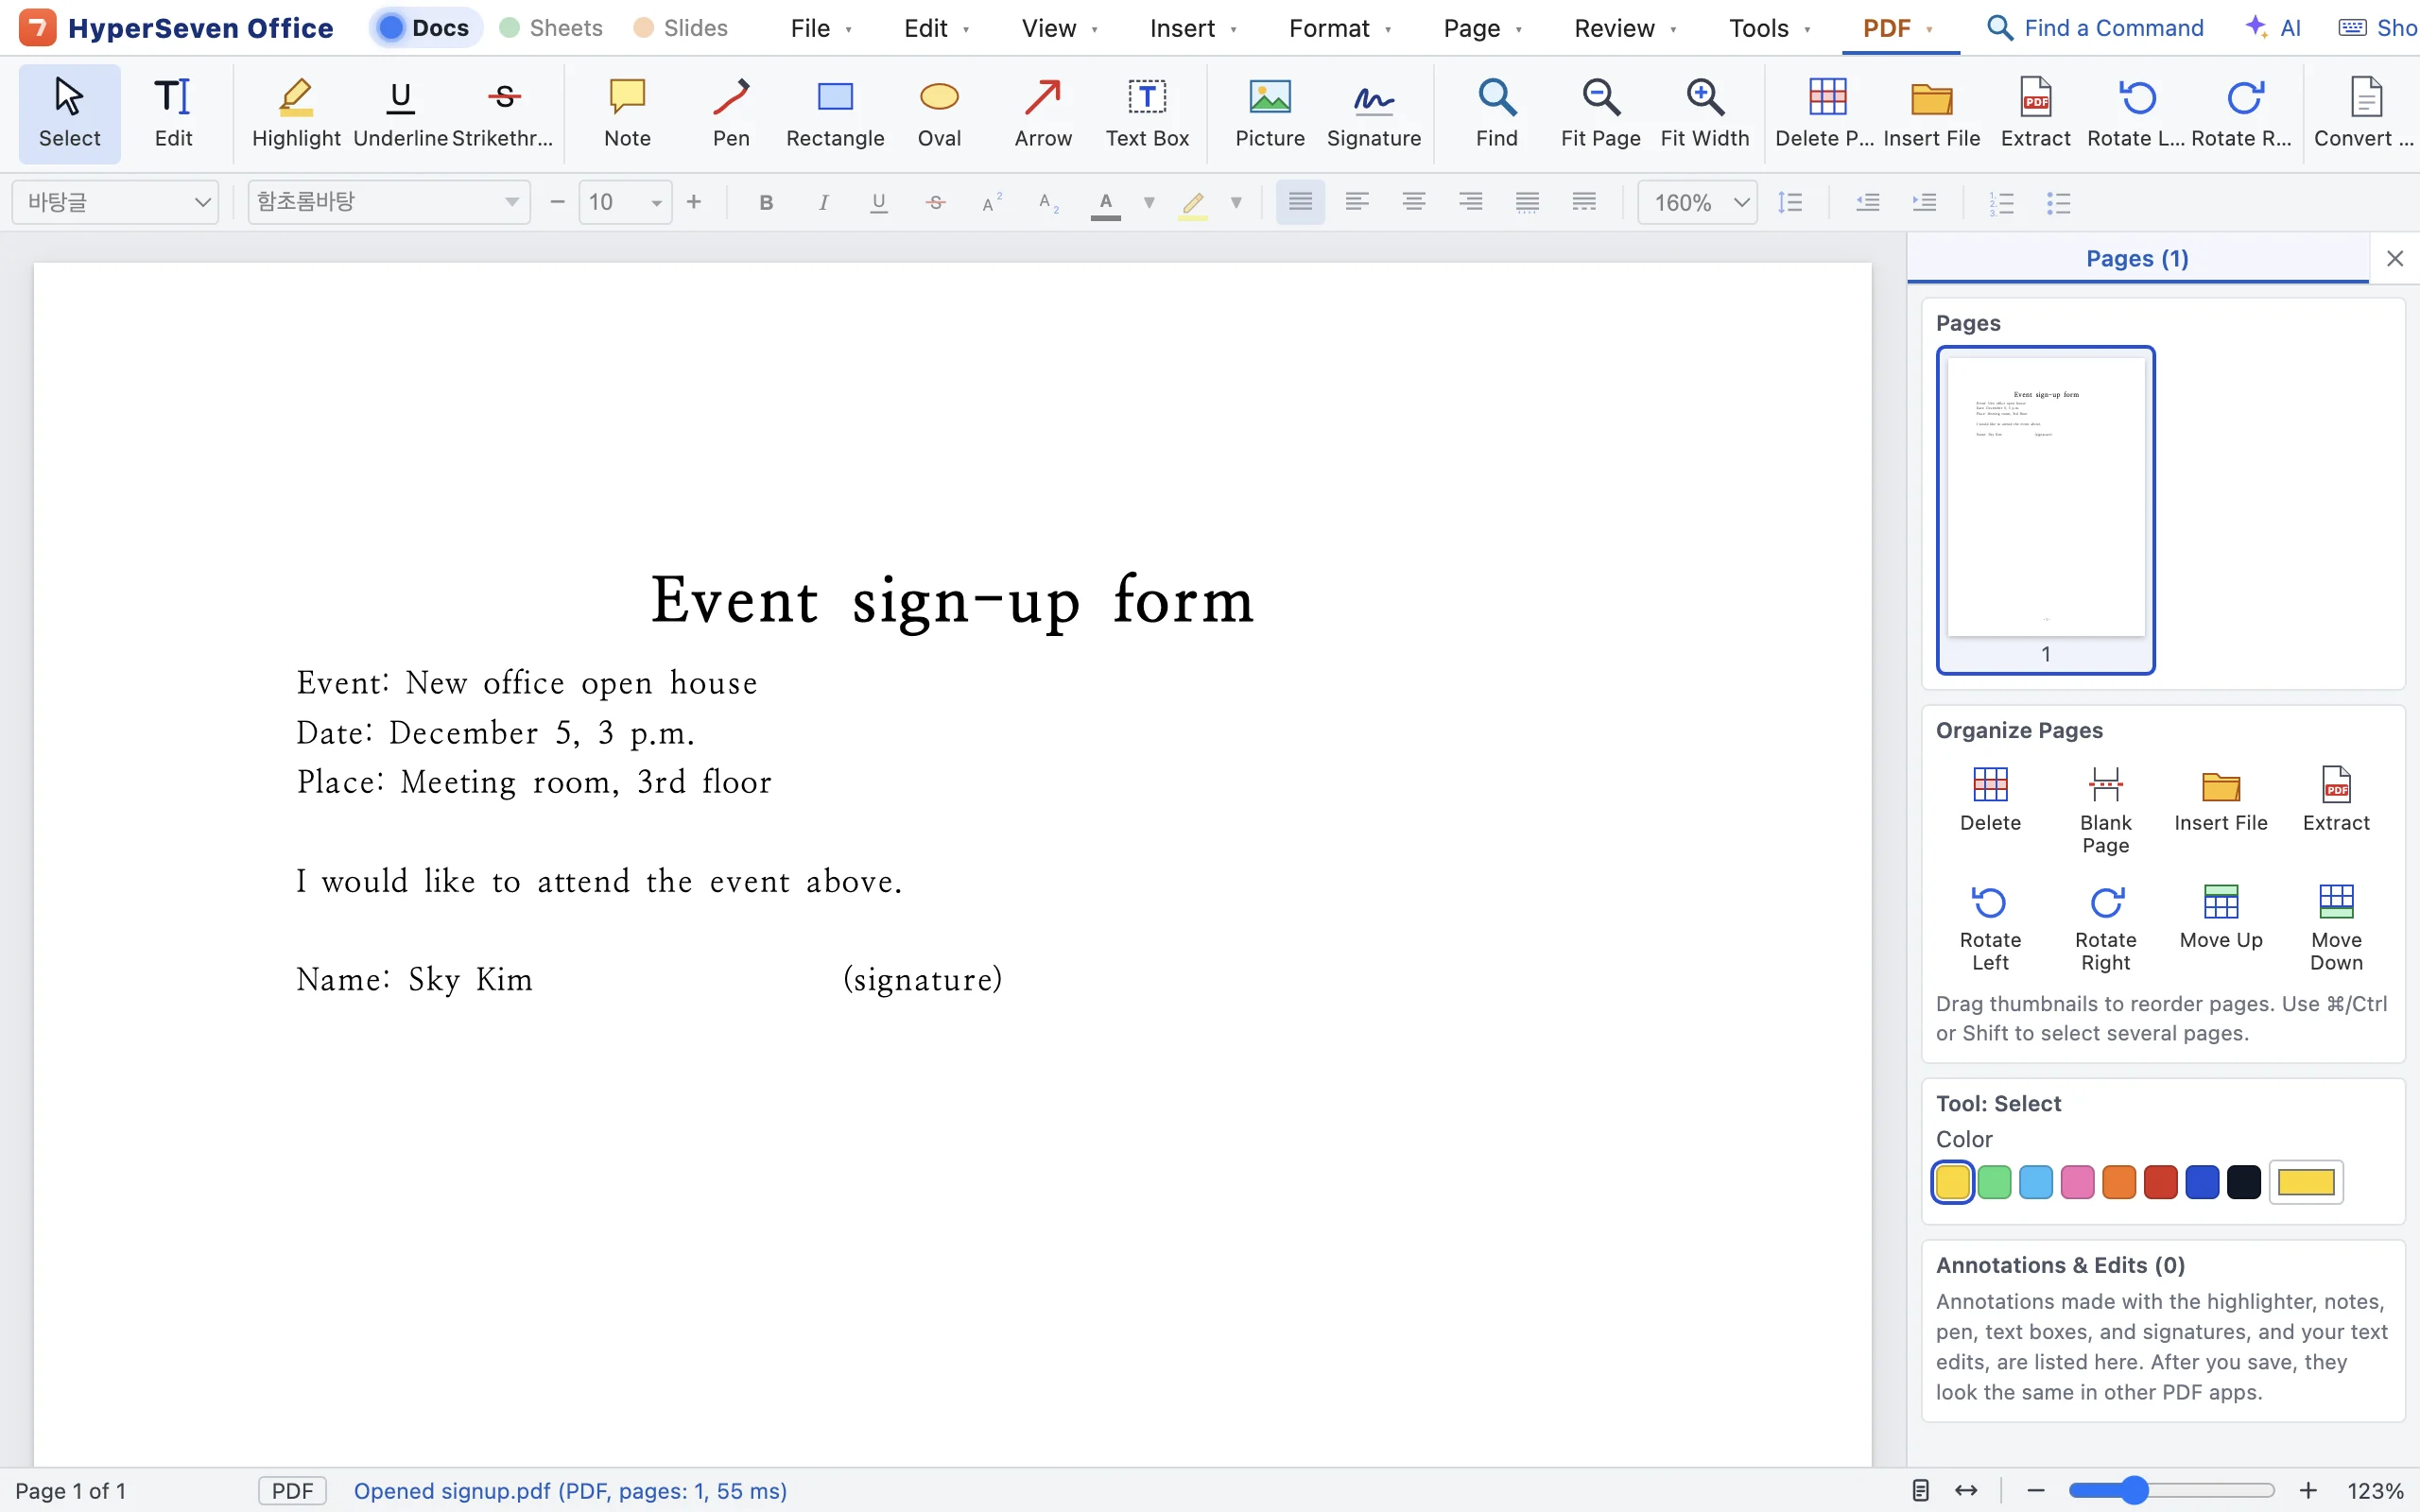 7 HyperSeven Office Docs Sheets Slides File Edit View Insert Format Page Review Tools PDF Find a Command AI Sho
Select Edit Highlight Underline Strikethr... Note Pen Rectangle Oval Arrow Text Box Picture Signature Find Fit Page Fit Width Delete P... Insert File Extract Rotate L... Rotate R... Convert ...
바탕글 함초롬바탕 10 160%
Pages (1)
Pages
Event sign-up form
1
Event sign-up form
Event: New office open house
Date: December 5, 3 p.m.
Place: Meeting room, 3rd floor
I would like to attend the event above.
Name: Sky Kim (signature)
Organize Pages
Delete Blank Page Insert File Extract
Rotate Left Rotate Right Move Up Move Down
Drag thumbnails to reorder pages. Use ⌘/Ctrl
or Shift to select several pages.
Tool: Select
Color
Annotations & Edits (0)
Annotations made with the highlighter, notes,
pen, text boxes, and signatures, and your text
edits, are listed here. After you save, they
look the same in other PDF apps.
Page 1 of 1 PDF Opened signup.pdf (PDF, pages: 1, 55 ms) 123%